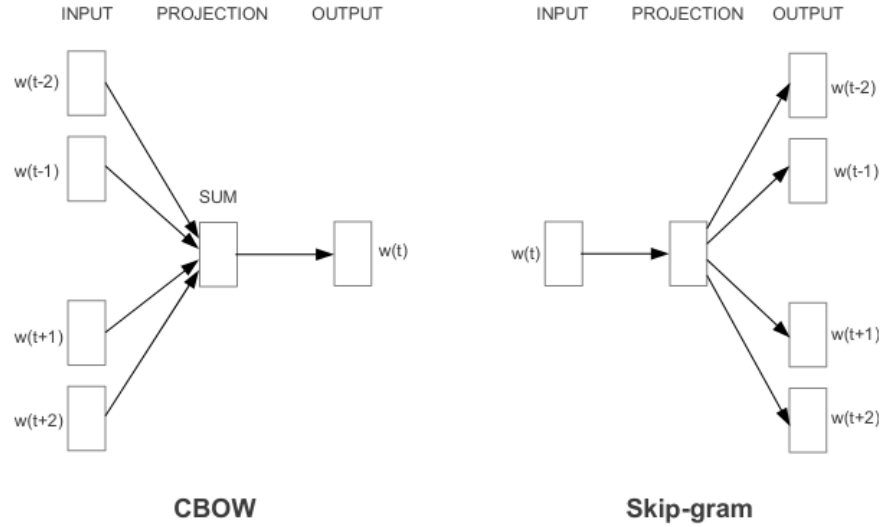 INPUT PROJECTION OUTPUT
w(t-2)
w(t-1)
SUM
w(t)
w(t+1)
w(t+2)
CBOW
INPUT PROJECTION OUTPUT
w(t-2)
w(t-1)
w(t)
w(t+1)
w(t+2)
Skip-gram